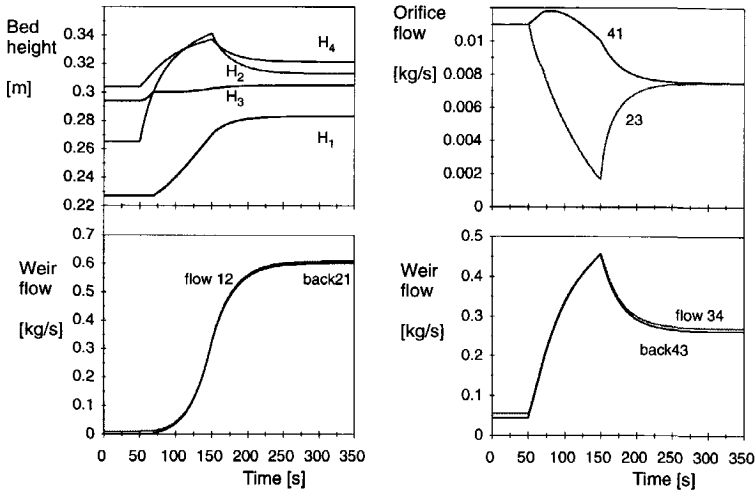 Bed
height
[m]
0.34
0.32
0.3
0.28
0.26
0.24
0.22
H4
H2
H3
H1
Orifice
flow
[kg/s]
0.01
0.008
0.006
0.004
0.002
0
41
23
Weir
flow
[kg/s]
0.7
0.6
0.5
0.4
0.3
0.2
0.1
0
flow 12
back21
0 50 100 150 200 250 300 350
Time [s]
Weir
flow
[kg/s]
0.5
0.4
0.3
0.2
0.1
0
flow 34
back43
0 50 100 150 200 250 300 350
Time [s]